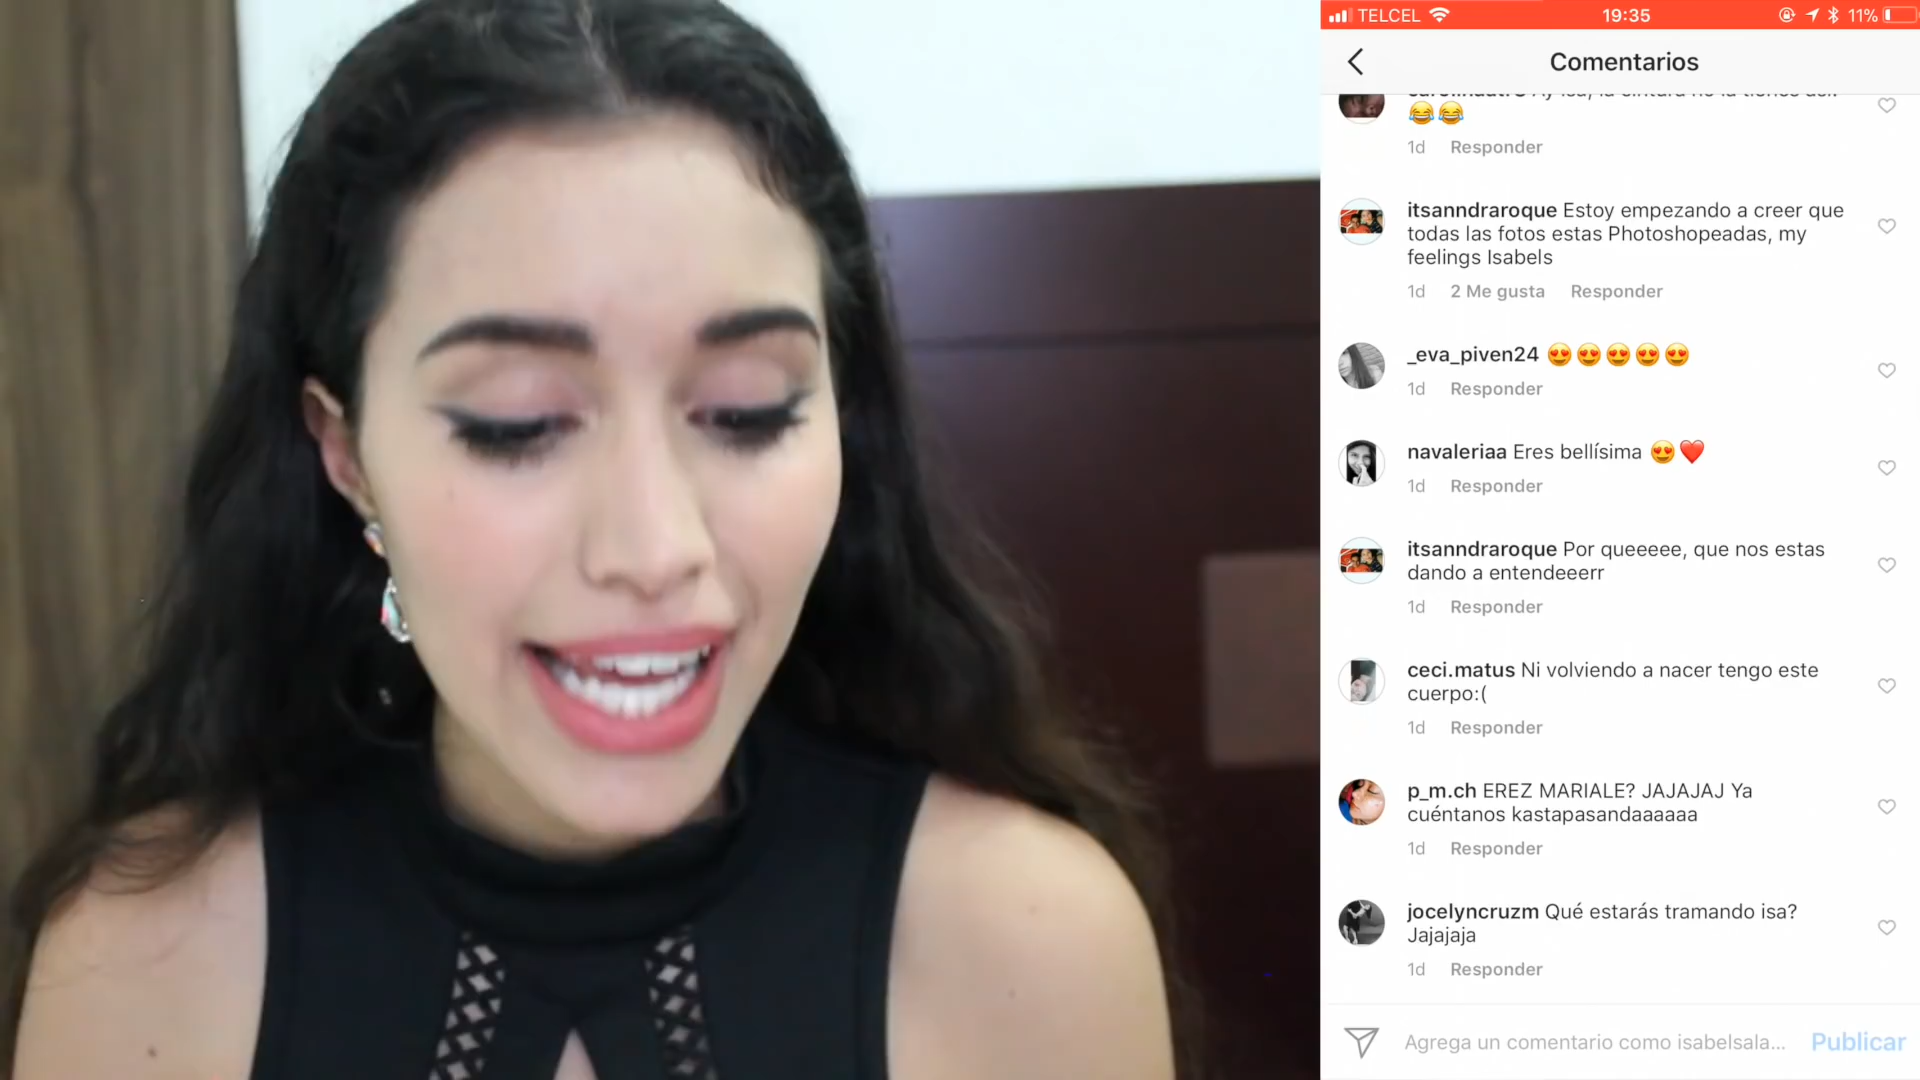 TELCEL 19:35 11%
Comentarios
😂😂
1d Responder
itsanndraroque Estoy empezando a creer que
todas las fotos estas Photoshopeadas, my
feelings Isabels
1d 2 Me gusta Responder
_eva_piven24 😍😍😍😍😍
1d Responder
navaleriaa Eres bellísima 😍❤️
1d Responder
itsanndraroque Por queeeee, que nos estas
dando a entendeeerr
1d Responder
ceci.matus Ni volviendo a nacer tengo este
cuerpo:(
1d Responder
p_m.ch EREZ MARIALE? JAJAJAJ Ya
cuéntanos kastapasandaaaaaa
1d Responder
jocelyncruzm Qué estarás tramando isa?
Jajajaja
1d Responder
Agrega un comentario como isabelsala... Publicar